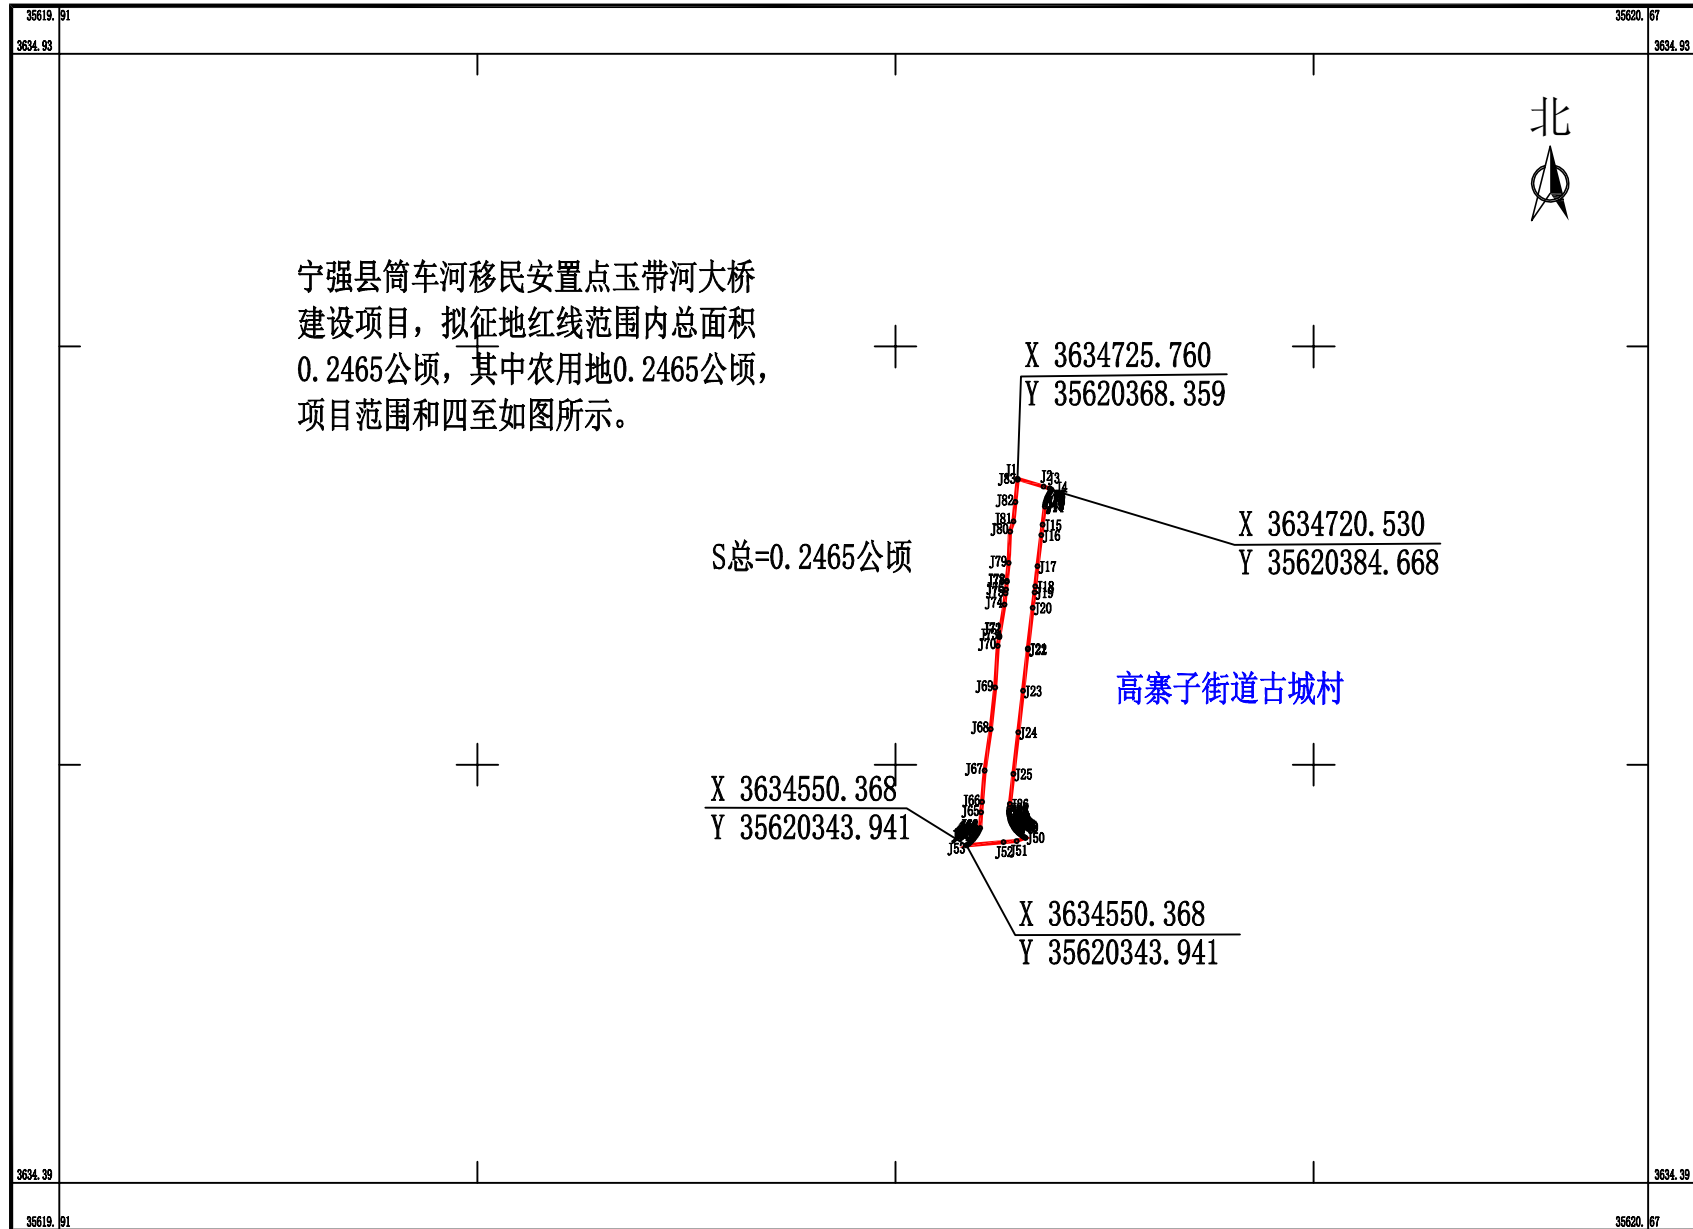 35619.91
35620.67
3634.93
3634.93
北
宁强县筒车河移民安置点玉带河大桥
建设项目，拟征地红线范围内总面积
0.2465公顷，其中农用地0.2465公顷，
项目范围和四至如图所示。
X 3634725.760
Y 35620368.359
J1
J83
J2
J3
J4
J82
J81
J80
J15
J16
X 3634720.530
Y 35620384.668
S总=0.2465公顷
J79
J17
J18
J19
J74
J20
J70
J69
J23
高寨子街道古城村
J68
J24
J67
J25
X 3634550.368
Y 35620343.941
J66
J65
J50
J53
J52
J51
X 3634550.368
Y 35620343.941
3634.39
3634.39
35619.91
35620.67